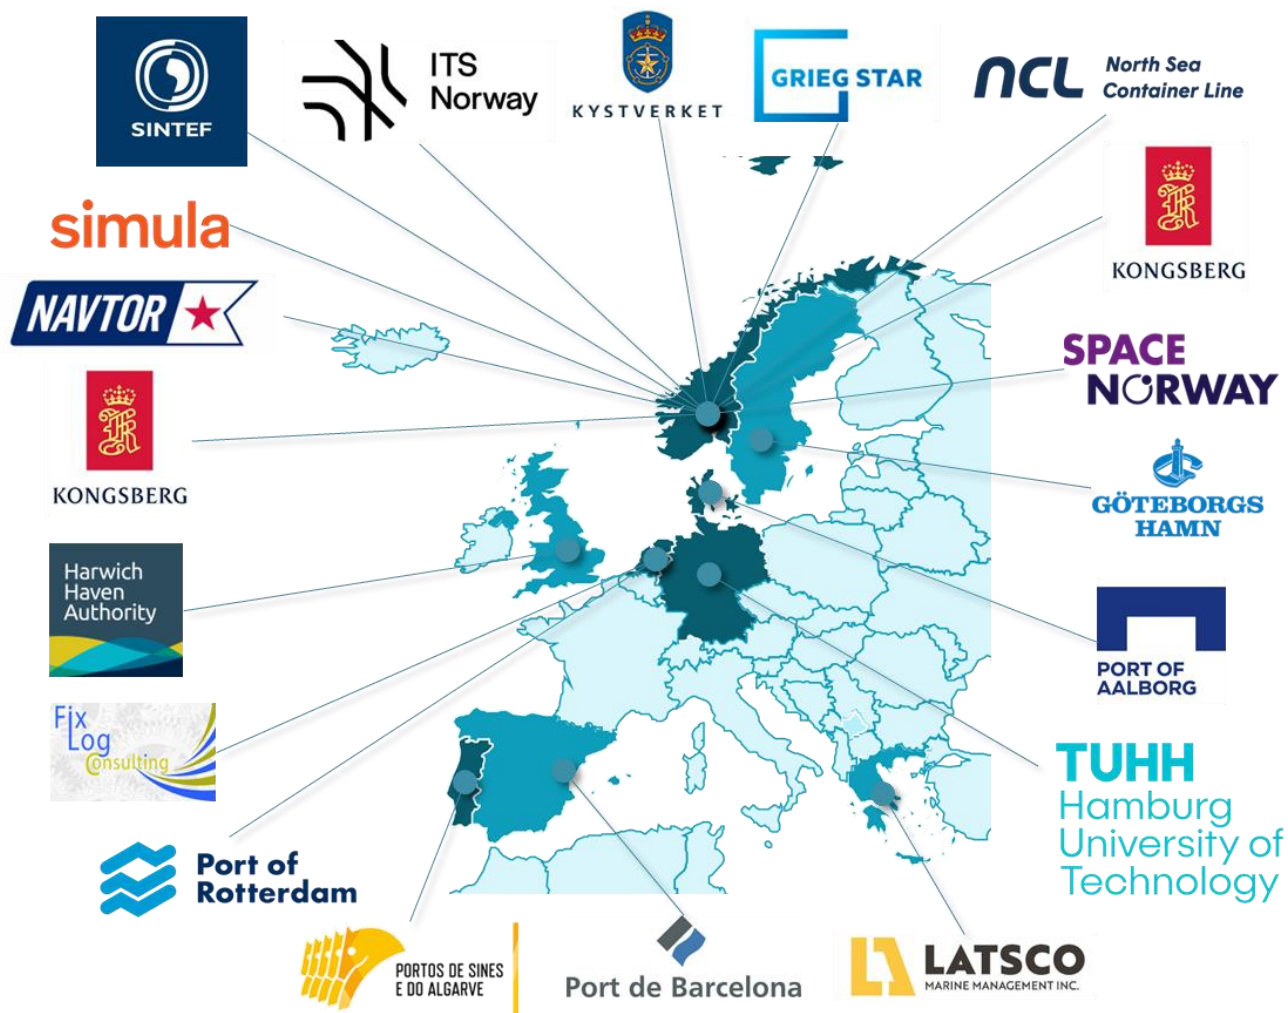 SINTEF
ITS
Norway
KYSTVERKET
GRIEG STAR
ncl
North Sea
Container Line
simula
KONGSBERG
NAVTOR
SPACE
NORWAY
KONGSBERG
GÖTEBORGS
HAMN
Harwich
Haven
Authority
PORT OF
AALBORG
Fix
Log
Consulting
TUHH
Hamburg
University of
Technology
Port of
Rotterdam
PORTOS DE SINES
E DO ALGARVE
Port de Barcelona
LATSCO
MARINE MANAGEMENT INC.